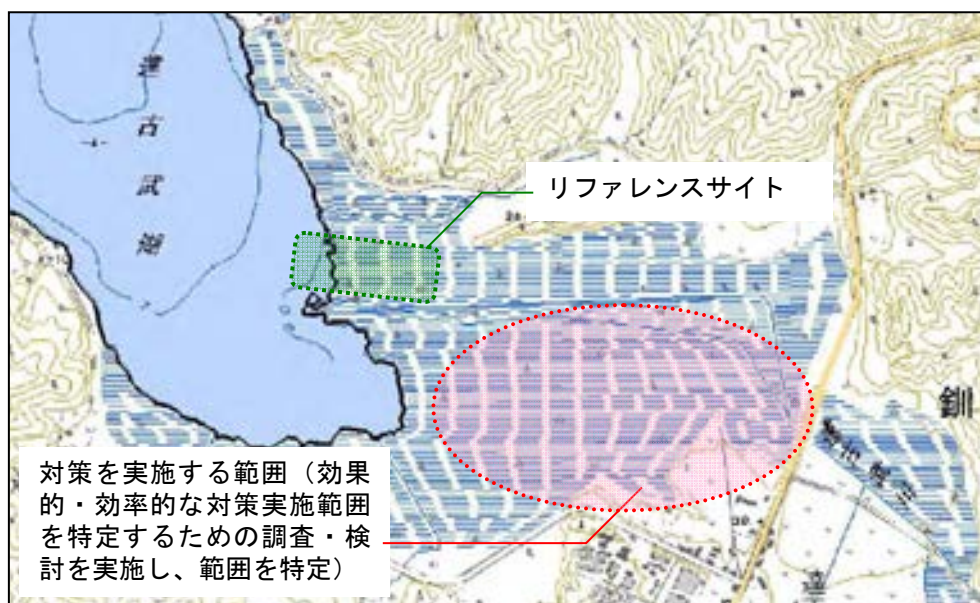 達古武湖
リファレンスサイト
対策を実施する範囲（効果
的・効率的な対策実施範囲
を特定するための調査・検
討を実施し、範囲を特定）
釧